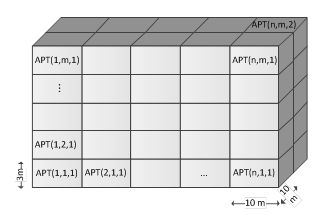 APT(n,m,2)
APT(1,m,1) APT(n,m,1)
⋮
APT(1,2,1)
3m APT(1,1,1) APT(2,1,1) ... APT(n,1,1)
10 m
10 m